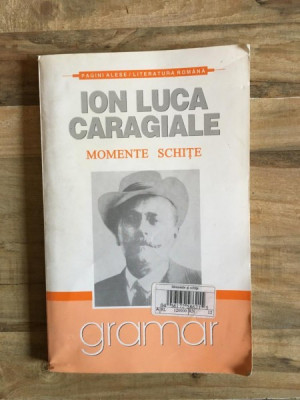 PAGINI ALESE / LITERATURA ROMÂNĂ
ION LUCA
CARAGIALE
MOMENTE SCHIȚE
gramar